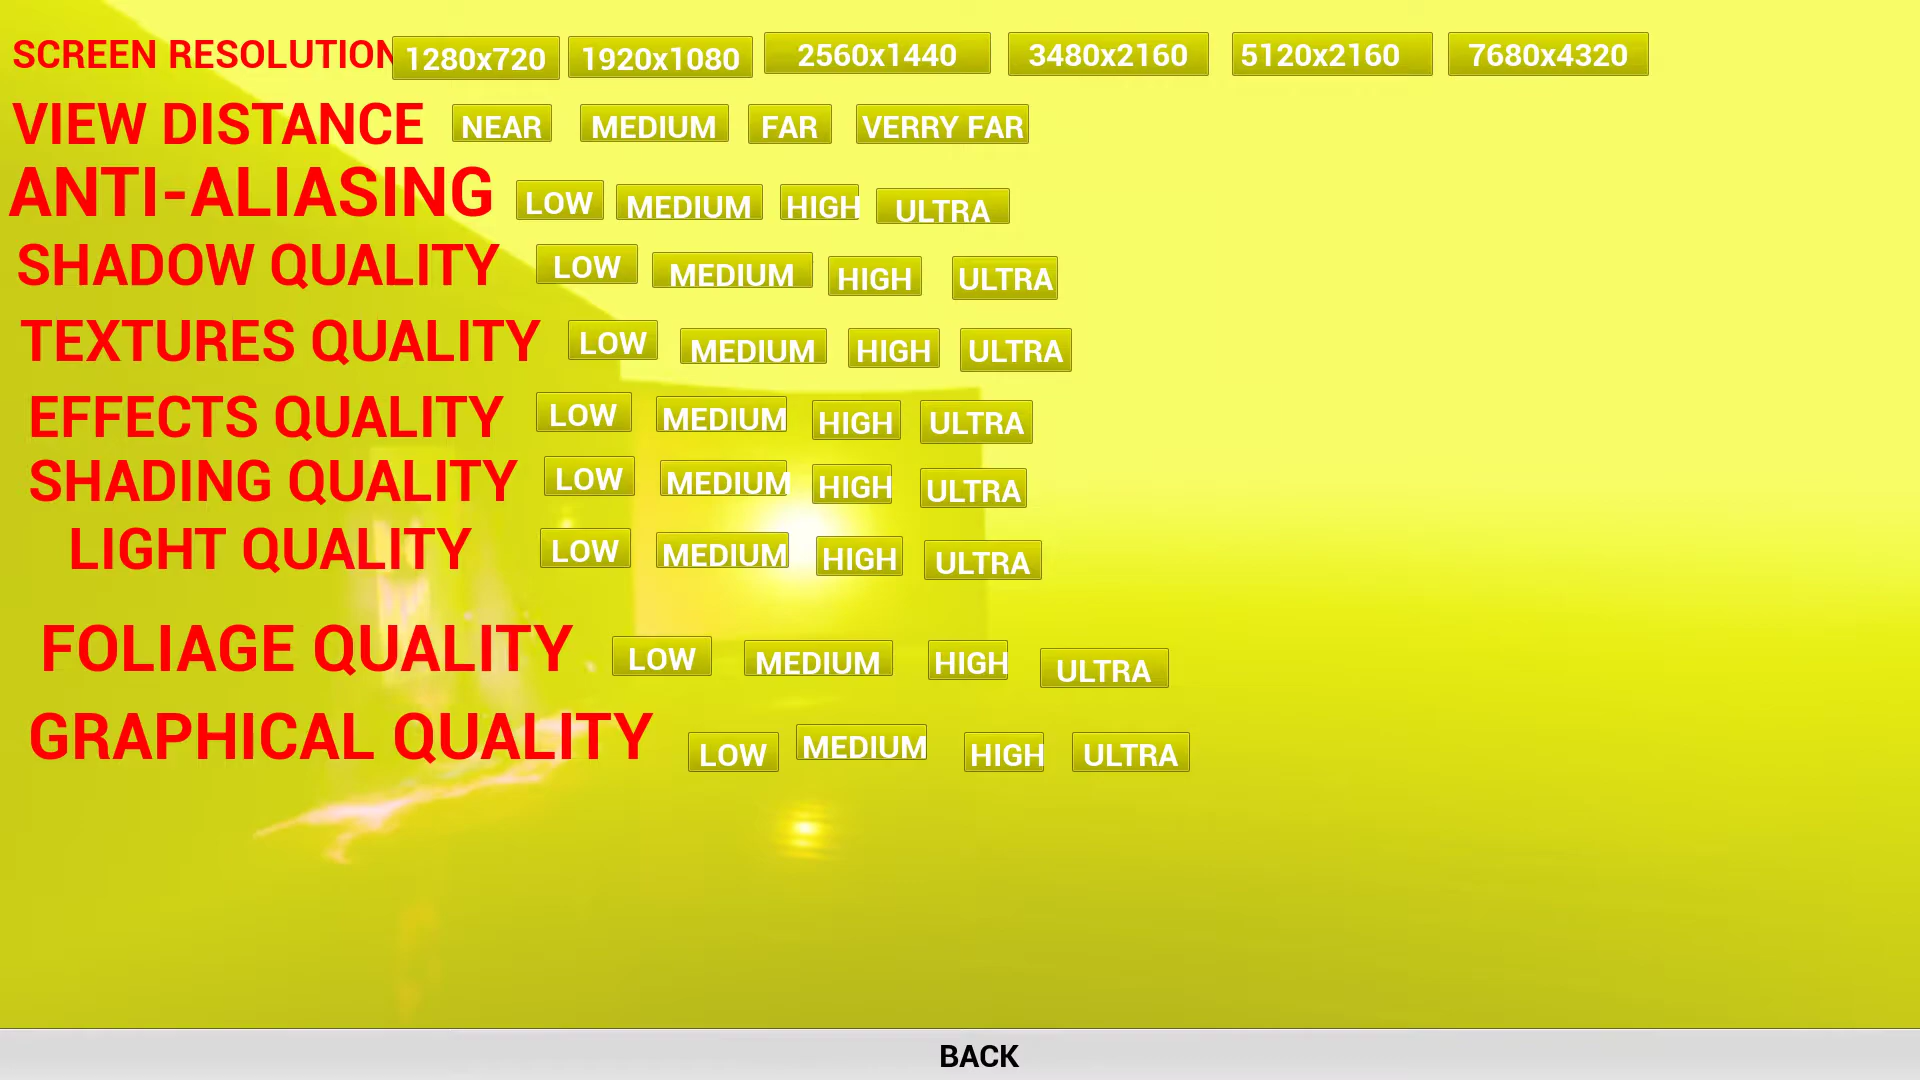 SCREEN RESOLUTION 1280x720 1920x1080 2560x1440 3480x2160 5120x2160 7680x4320
VIEW DISTANCE NEAR MEDIUM FAR VERRY FAR
ANTI-ALIASING LOW MEDIUM HIGH ULTRA
SHADOW QUALITY LOW MEDIUM HIGH ULTRA
TEXTURES QUALITY LOW MEDIUM HIGH ULTRA
EFFECTS QUALITY LOW MEDIUM HIGH ULTRA
SHADING QUALITY LOW MEDIUM HIGH ULTRA
LIGHT QUALITY LOW MEDIUM HIGH ULTRA
FOLIAGE QUALITY LOW MEDIUM HIGH ULTRA
GRAPHICAL QUALITY LOW MEDIUM HIGH ULTRA
BACK